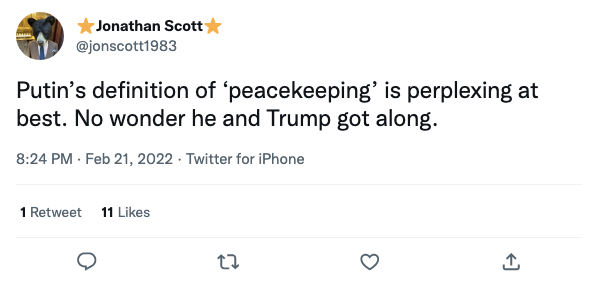 ⭐Jonathan Scott⭐
@jonscott1983
Putin’s definition of ‘peacekeeping’ is perplexing at
best. No wonder he and Trump got along.
8:24 PM · Feb 21, 2022 · Twitter for iPhone
1 Retweet 11 Likes